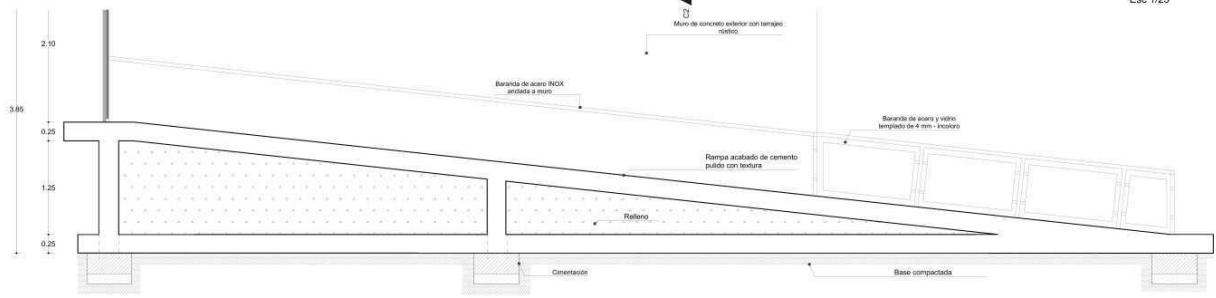 Esc 1/25
C2
Muro de concreto exterior con tarrajeo
rústico
2.10
Baranda de acero INOX
anclada a muro
3.85
Baranda de acero y vidrio
templado de 4 mm - incoloro
0.25
Rampa acabado de cemento
pulido con textura
1.25
Relleno
0.25
Cimentación
Base compactada